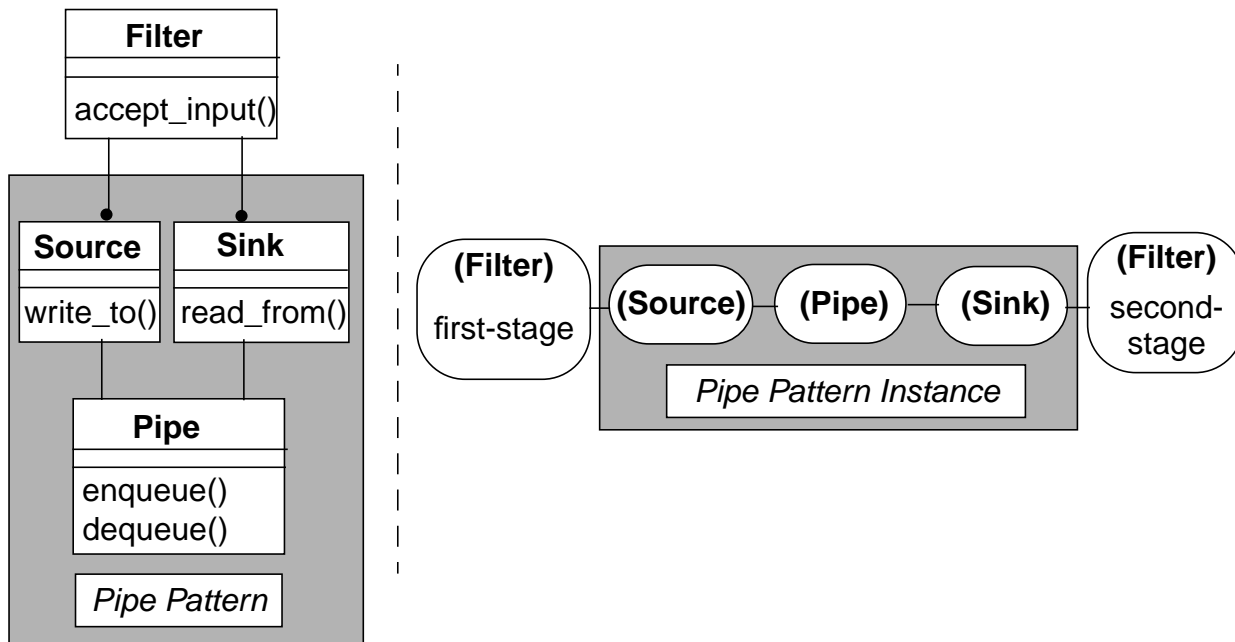 Filter
accept_input()
Source
write_to()
Sink
read_from()
Pipe
enqueue()
dequeue()
Pipe Pattern
(Filter)
first-stage
(Source)
(Pipe)
(Sink)
Pipe Pattern Instance
(Filter)
second-
stage